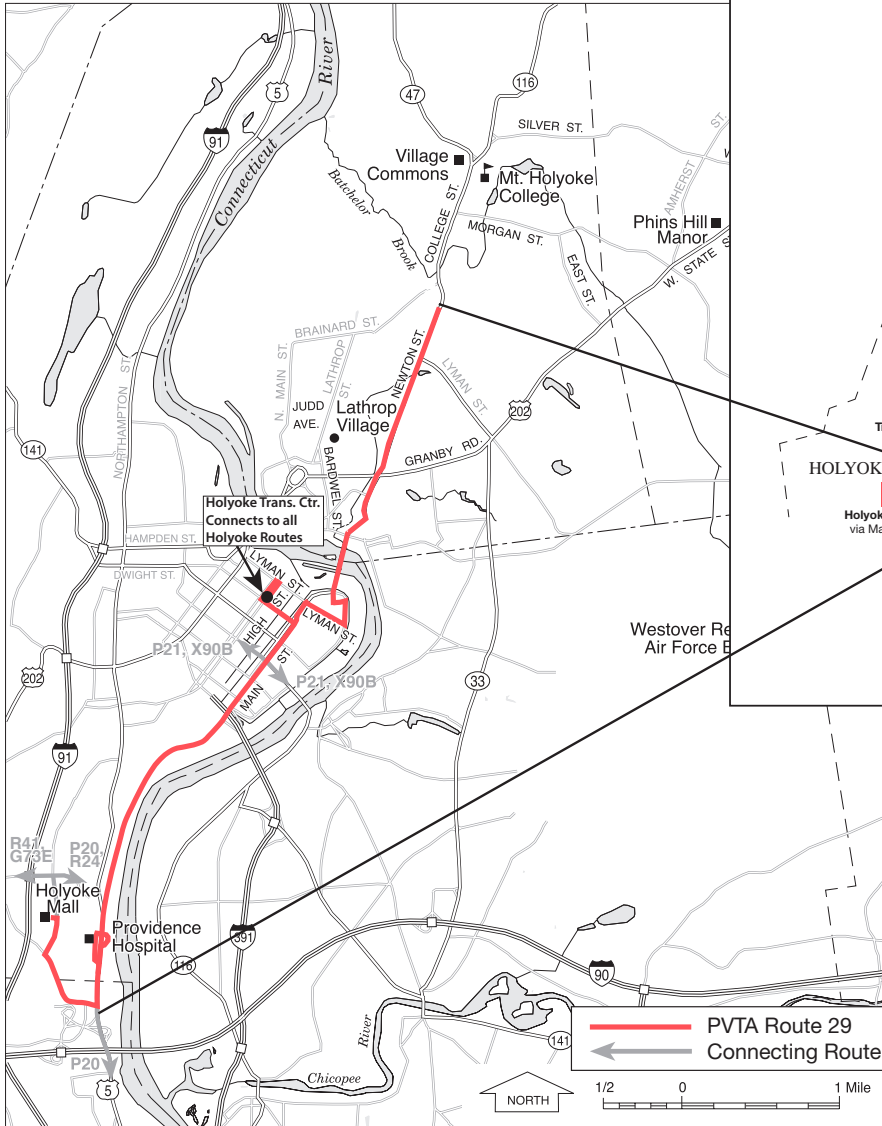 5
91
River
Connecticut
47
116
SILVER ST.
Village
Commons
Mt. Holyoke
College
COLLEGE ST.
MORGAN ST.
EAST ST.
AMHERST ST.
Phins Hill
Manor
W. STATE
Batchelor
Brook
BRAINARD ST.
N. MAIN ST.
LATHROP
ST.
JUDD
AVE.
Lathrop
Village
BARDWEL ST.
NEWTON ST.
LYMAN ST.
202
GRANBY RD.
NORTHAMPTON ST.
141
Holyoke Trans. Ctr.
Connects to all
Holyoke Routes
HAMPDEN ST.
DWIGHT ST.
LYMAN ST.
LYMAN ST.
HIGH
ST.
MAIN
ST.
P21, X90B
P21, X90B
HOLYOK
Holyok
via Ma
Westover Re
Air Force
202
33
91
R41,
G73E
P20,
R24
Holyoke
Mall
Providence
Hospital
391
116
90
141
River
Chicopee
P20
5
PVTA Route 29
Connecting Route
NORTH
1/2 0 1 Mile